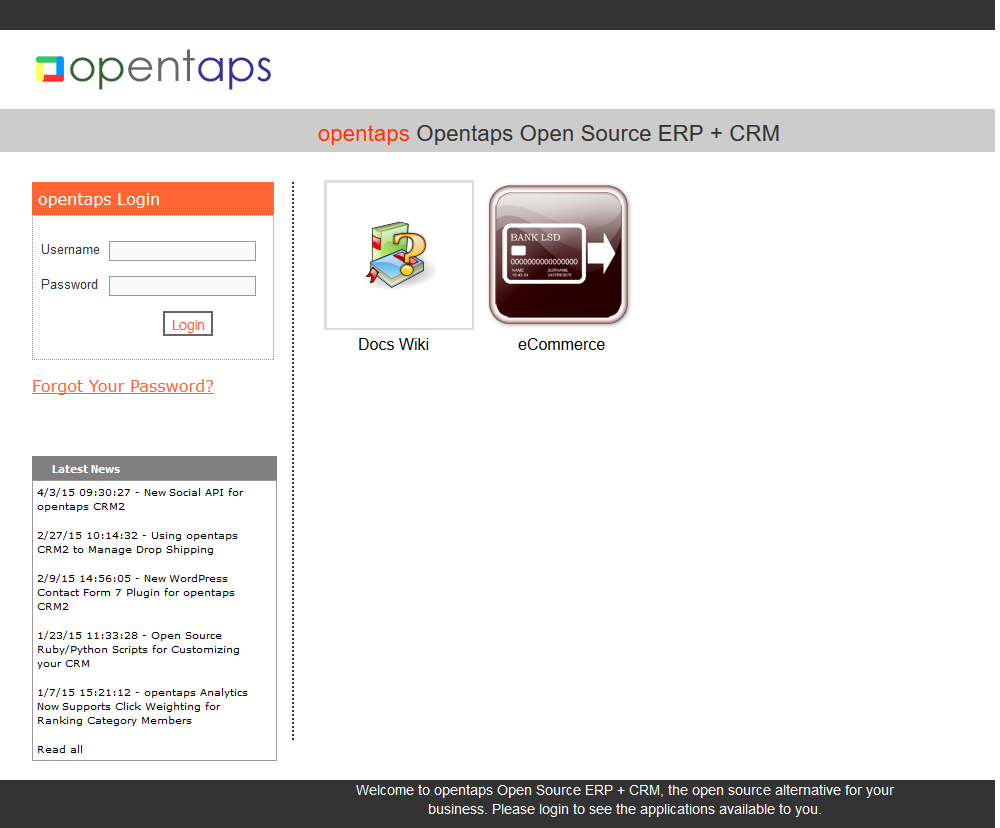 opentaps
opentaps Opentaps Open Source ERP + CRM
opentaps Login
Username
Password
Login
Forgot Your Password?
BANK LSD
0000000000000000
NAME SURNAME
Docs Wiki
eCommerce
Latest News
4/3/15 09:30:27 - New Social API for
opentaps CRM2
2/27/15 10:14:32 - Using opentaps
CRM2 to Manage Drop Shipping
2/9/15 14:56:05 - New WordPress
Contact Form 7 Plugin for opentaps
CRM2
1/23/15 11:33:28 - Open Source
Ruby/Python Scripts for Customizing
your CRM
1/7/15 15:21:12 - opentaps Analytics
Now Supports Click Weighting for
Ranking Category Members
Read all
Welcome to opentaps Open Source ERP + CRM, the open source alternative for your
business. Please login to see the applications available to you.